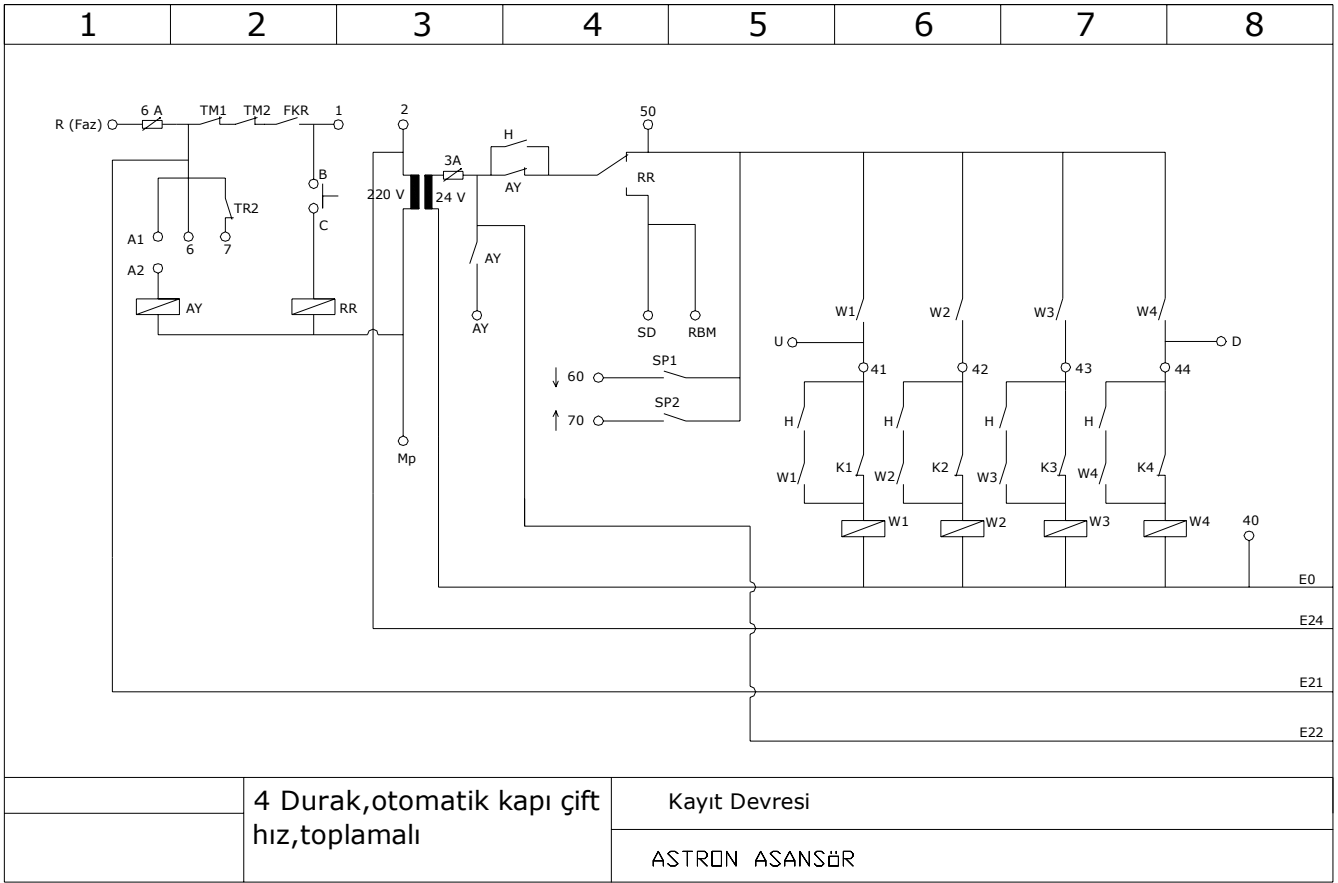 1 2 3 4 5 6 7 8
R (Faz) 6 A TM1 TM2 FKR 1 2 50
H
3A
AY RR
B
220 V 24 V
TR2
C
A1 6 7
AY
A2
AY RR
AY SD RBM
W1 W2 W3 W4
U D
SP1
↓ 60 41 42 43 44
SP2
↑ 70
H H H H
Mp
W1 K1 W2 K2 W3 K3 W4 K4
W1 W2 W3 W4 40
E0
E24
E21
E22
4 Durak,otomatik kapı çift
hız,toplamalı
Kayıt Devresi
ASTRON ASANSöR